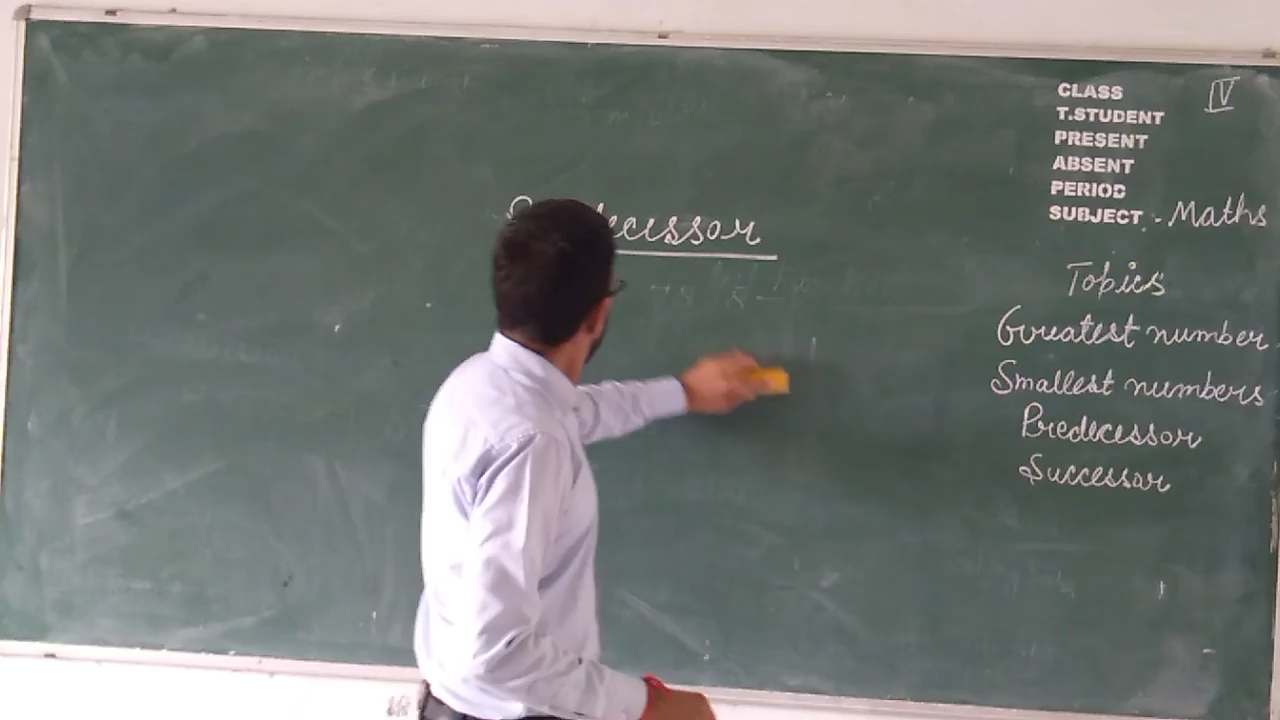 CLASS IV
T.STUDENT
PRESENT
ABSENT
PERIOD
SUBJECT - Maths
Topics
Greatest number
Smallest numbers
Predecessor
Successor